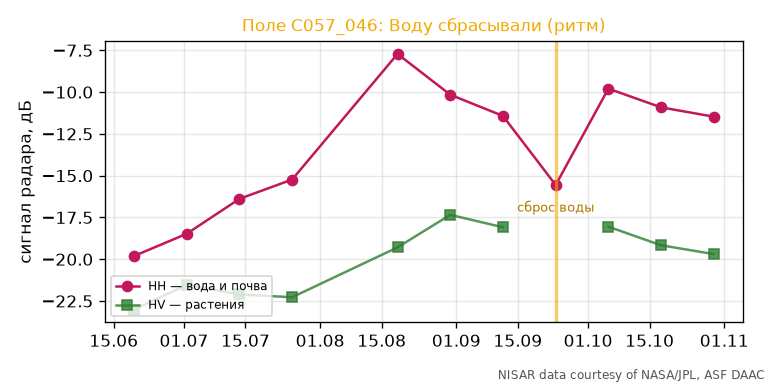 Поле C057_046: Воду сбрасывали (ритм)
сигнал радара, дБ
−7.5
−10.0
−12.5
−15.0
−17.5
−20.0
−22.5
сброс воды
HH — вода и почва
HV — растения
15.06 01.07 15.07 01.08 15.08 01.09 15.09 01.10 15.10 01.11
NISAR data courtesy of NASA/JPL, ASF DAAC